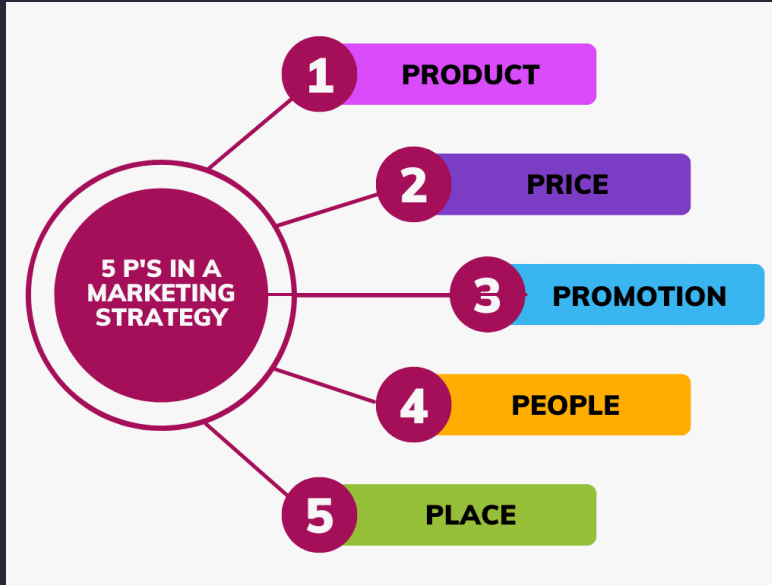 5 P'S IN A
MARKETING
STRATEGY
1 PRODUCT
2 PRICE
3 PROMOTION
4 PEOPLE
5 PLACE